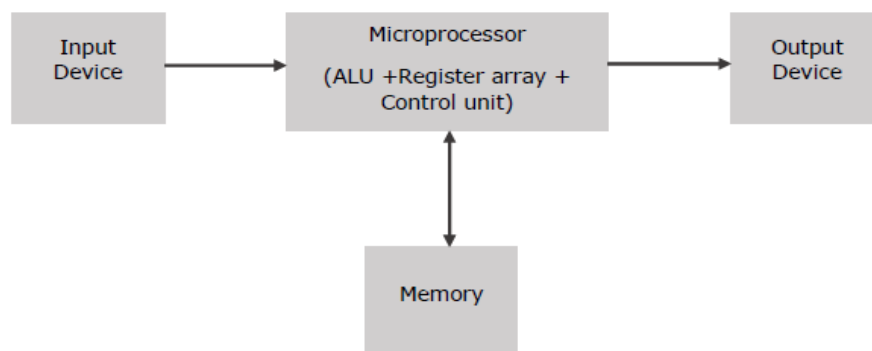 Input
Device
Microprocessor
(ALU +Register array +
Control unit)
Output
Device
Memory